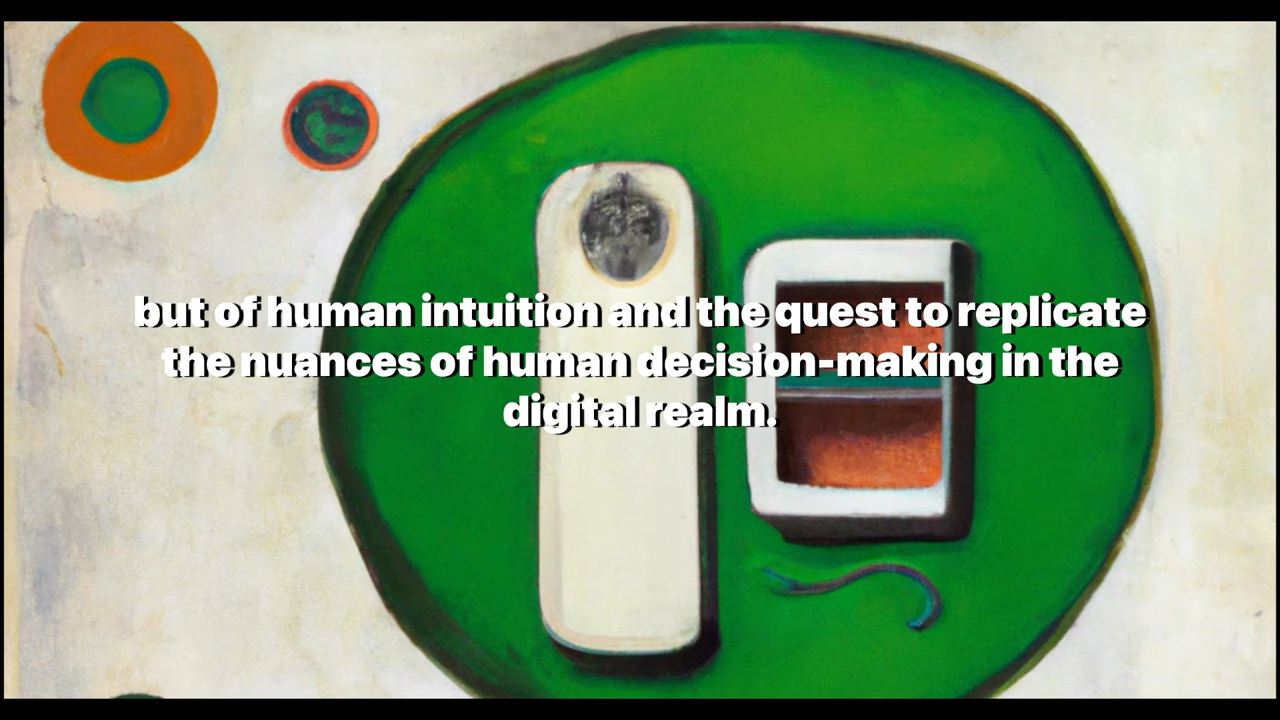 but of human intuition and the quest to replicate
the nuances of human decision-making in the
digital realm.